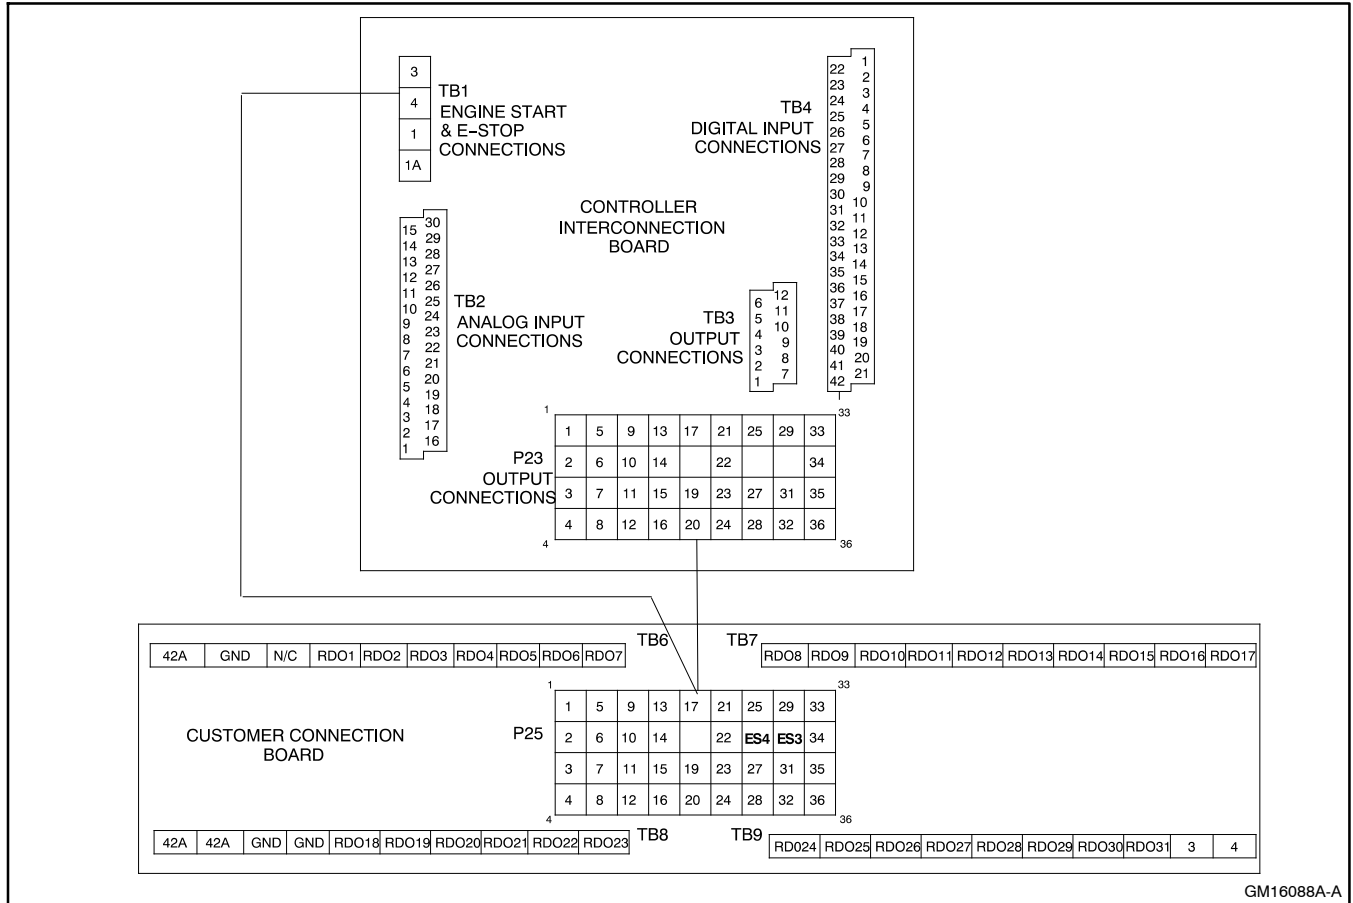 3
4
1
1A
TB1
ENGINE START
& E-STOP
CONNECTIONS
TB4
DIGITAL INPUT
CONNECTIONS
22 1
23 2
24 3
25 4
26 5
27 6
28 7
29 8
30 9
31 10
32 11
33 12
34 13
35 14
36 15
37 16
38 17
39 18
40 19
41 20
42 21
CONTROLLER
INTERCONNECTION
BOARD
15 30
14 29
13 28
12 27
11 26
10 25
9 24
8 23
7 22
6 21
5 20
4 19
3 18
2 17
1 16
TB2
ANALOG INPUT
CONNECTIONS
TB3
OUTPUT
CONNECTIONS
6 12
5 11
4 10
3 9
2 8
1 7
P23
OUTPUT
CONNECTIONS
1 33
1 5 9 13 17 21 25 29 33
2 6 10 14 22 34
3 7 11 15 19 23 27 31 35
4 8 12 16 20 24 28 32 36
4 36
TB6
42A GND N/C RDO1 RDO2 RDO3 RDO4 RDO5 RDO6 RDO7
TB7
RDO8 RDO9 RDO10 RDO11 RDO12 RDO13 RDO14 RDO15 RDO16 RDO17
CUSTOMER CONNECTION
BOARD
P25
1 33
1 5 9 13 17 21 25 29 33
2 6 10 14 22 ES4 ES3 34
3 7 11 15 19 23 27 31 35
4 8 12 16 20 24 28 32 36
4 36
42A 42A GND GND RDO18 RDO19 RDO20 RDO21 RDO22 RDO23
TB8
TB9
RD024 RDO25 RDO26 RDO27 RDO28 RDO29 RDO30 RDO31 3 4
GM16088A-A